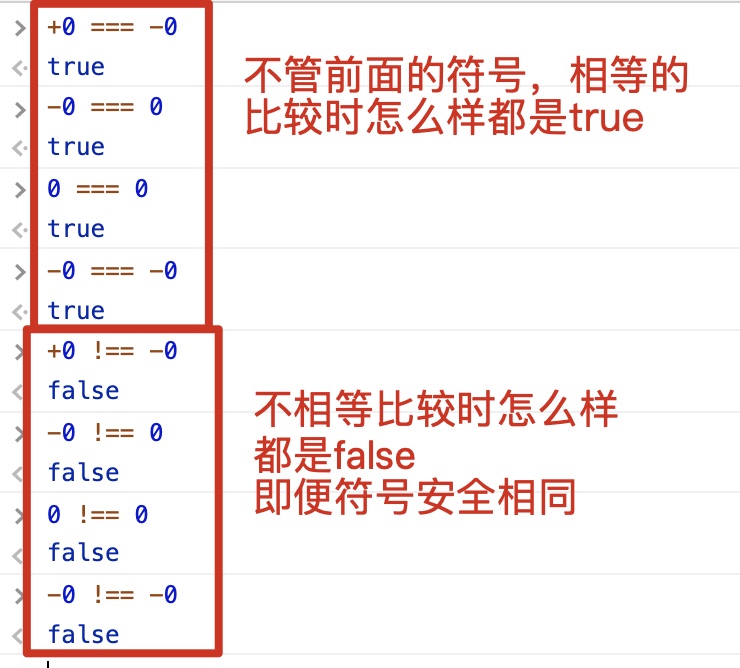 +0 === -0
true
-0 === 0
true
0 === 0
true
-0 === -0
true
不管前面的符号，相等的
比较时怎么样都是true
+0 !== -0
false
-0 !== 0
false
0 !== 0
false
-0 !== -0
false
不相等比较时怎么样
都是false
即便符号安全相同